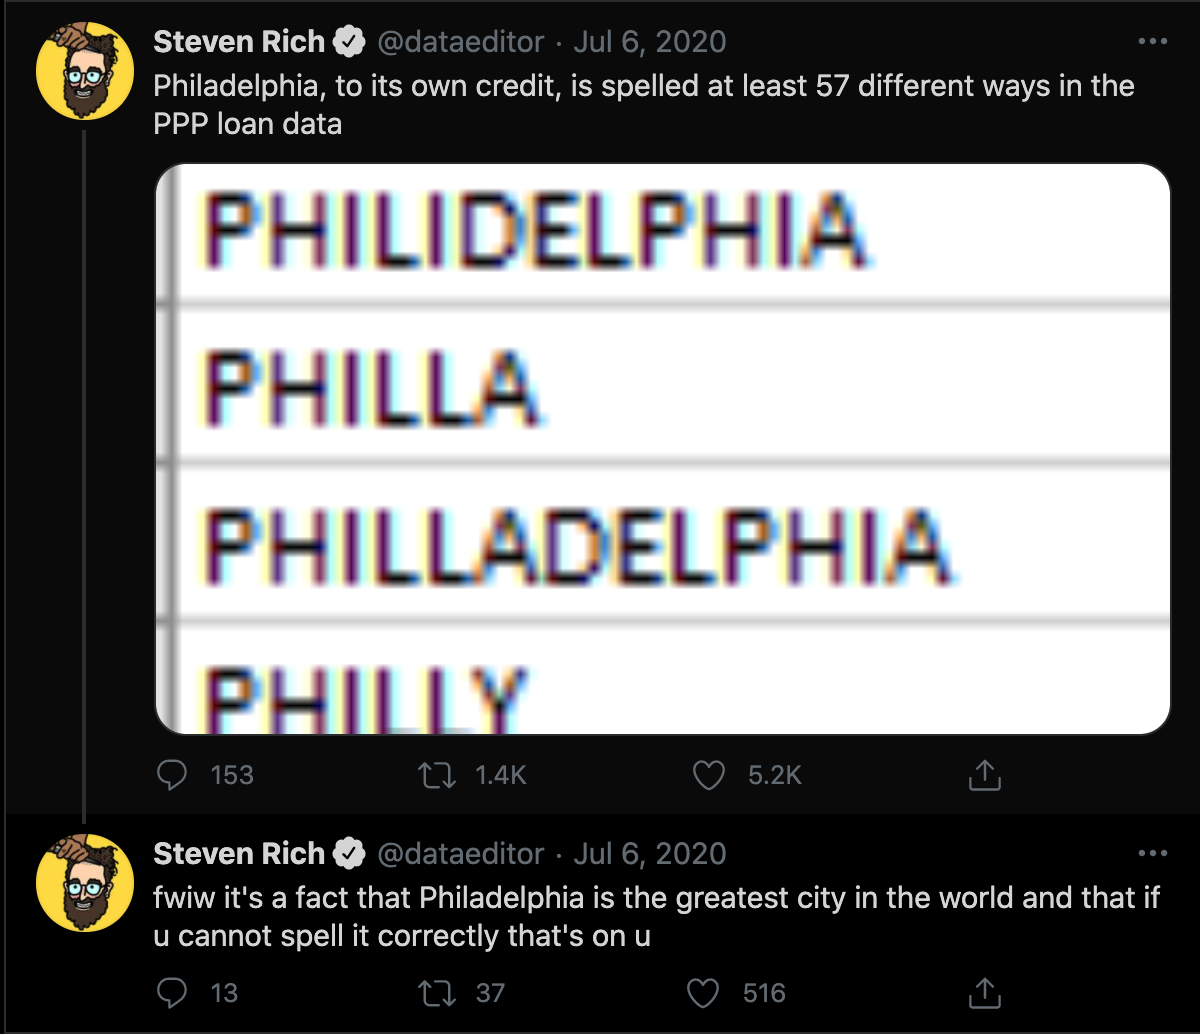 Steven Rich @dataeditor · Jul 6, 2020
Philadelphia, to its own credit, is spelled at least 57 different ways in the
PPP loan data
PHILIDELPHIA
PHILLA
PHILLADELPHIA
PHILLY
153 1.4K 5.2K
Steven Rich @dataeditor · Jul 6, 2020
fwiw it's a fact that Philadelphia is the greatest city in the world and that if
u cannot spell it correctly that's on u
13 37 516